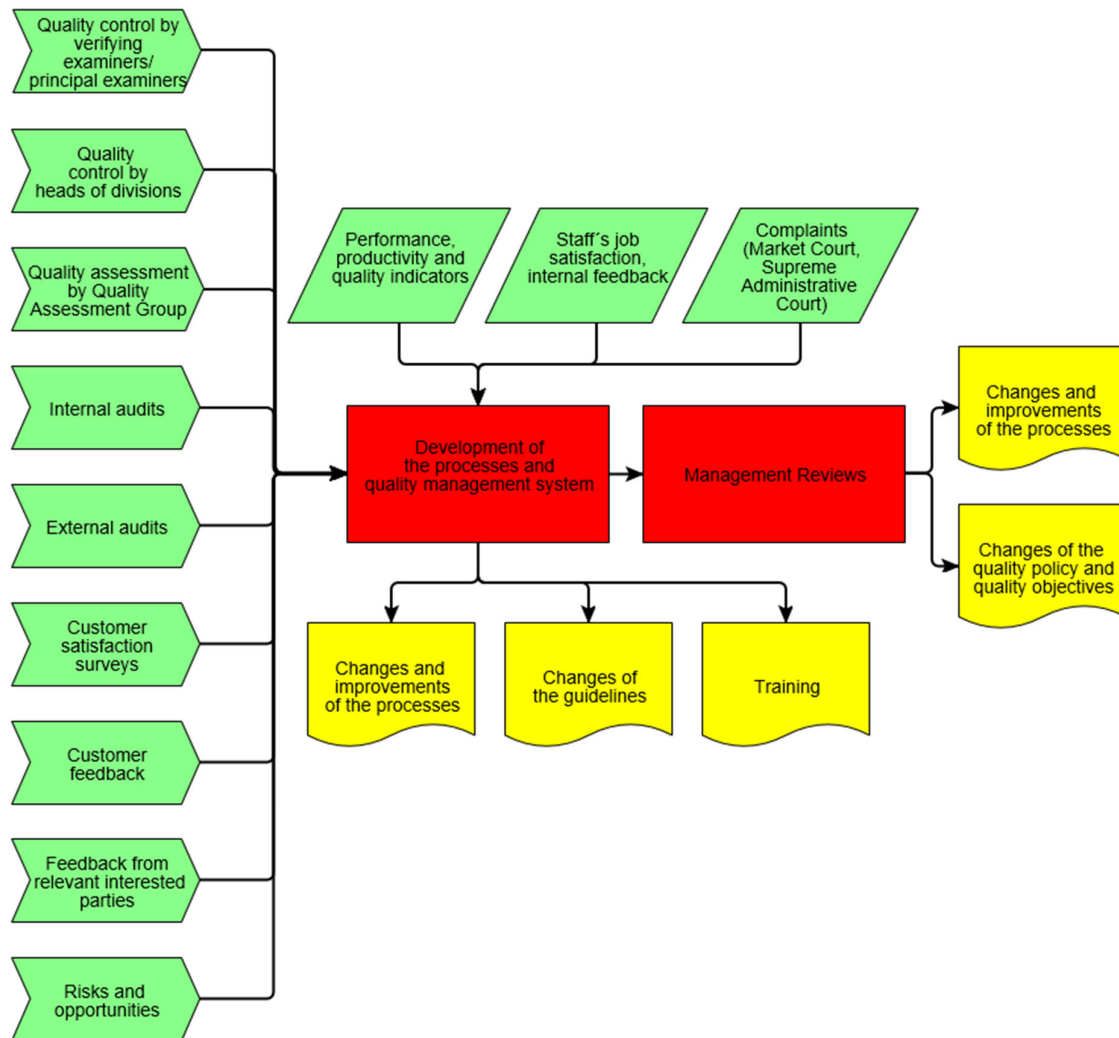 Quality control by
verifying
examiners/
principal examiners
Quality
control by
heads of divisions
Quality assessment
by Quality
Assessment Group
Internal audits
External audits
Customer
satisfaction
surveys
Customer
feedback
Feedback from
relevant interested
parties
Risks and
opportunities
Performance,
productivity and
quality indicators
Staff´s job
satisfaction,
internal feedback
Complaints
(Market Court,
Supreme
Administrative
Court)
Development of
the processes and
quality management system
Management Reviews
Changes and
improvements
of the processes
Changes of the
quality policy and
quality objectives
Changes and
improvements
of the processes
Changes of
the guidelines
Training